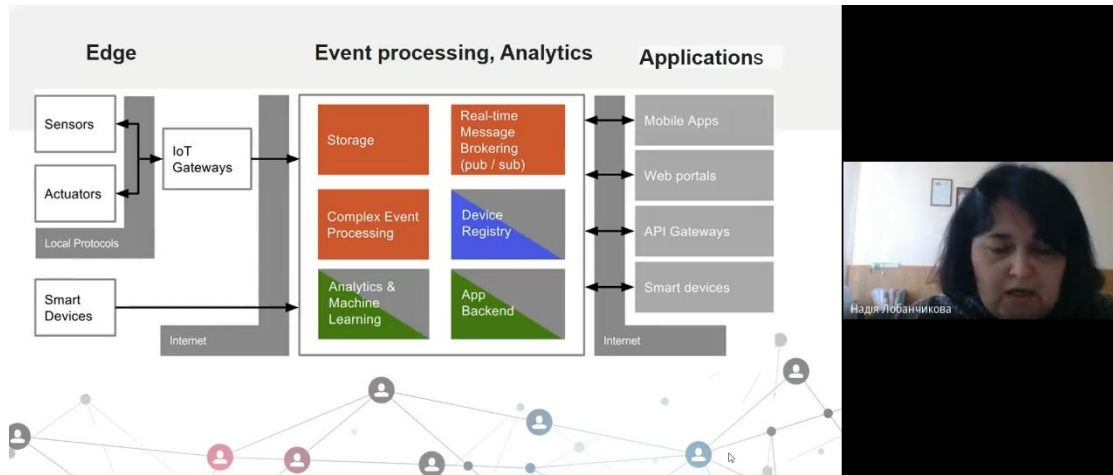 Edge
Event processing, Analytics
Applications
Sensors
Actuators
Local Protocols
IoT
Gateways
Smart
Devices
Internet
Storage
Real-time
Message
Brokering
(pub / sub)
Complex Event
Processing
Device
Registry
Analytics &
Machine
Learning
App
Backend
Internet
Mobile Apps
Web portals
API Gateways
Smart devices
Надія Лобанчикова